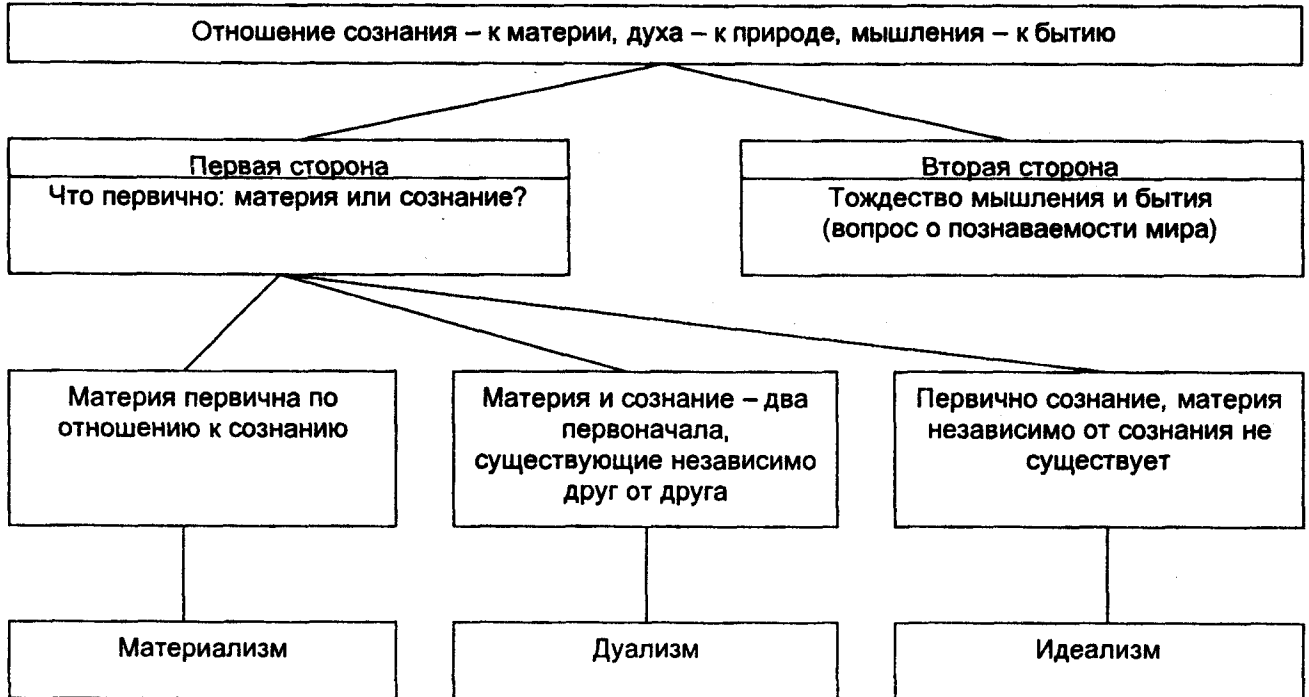 Отношение сознания – к материи, духа – к природе, мышления – к бытию
Первая сторона
Что первично: материя или сознание?
Вторая сторона
Тождество мышления и бытия
(вопрос о познаваемости мира)
Материя первична по
отношению к сознанию
Материя и сознание – два
первоначала,
существующие независимо
друг от друга
Первично сознание, материя
независимо от сознания не
существует
Материализм
Дуализм
Идеализм